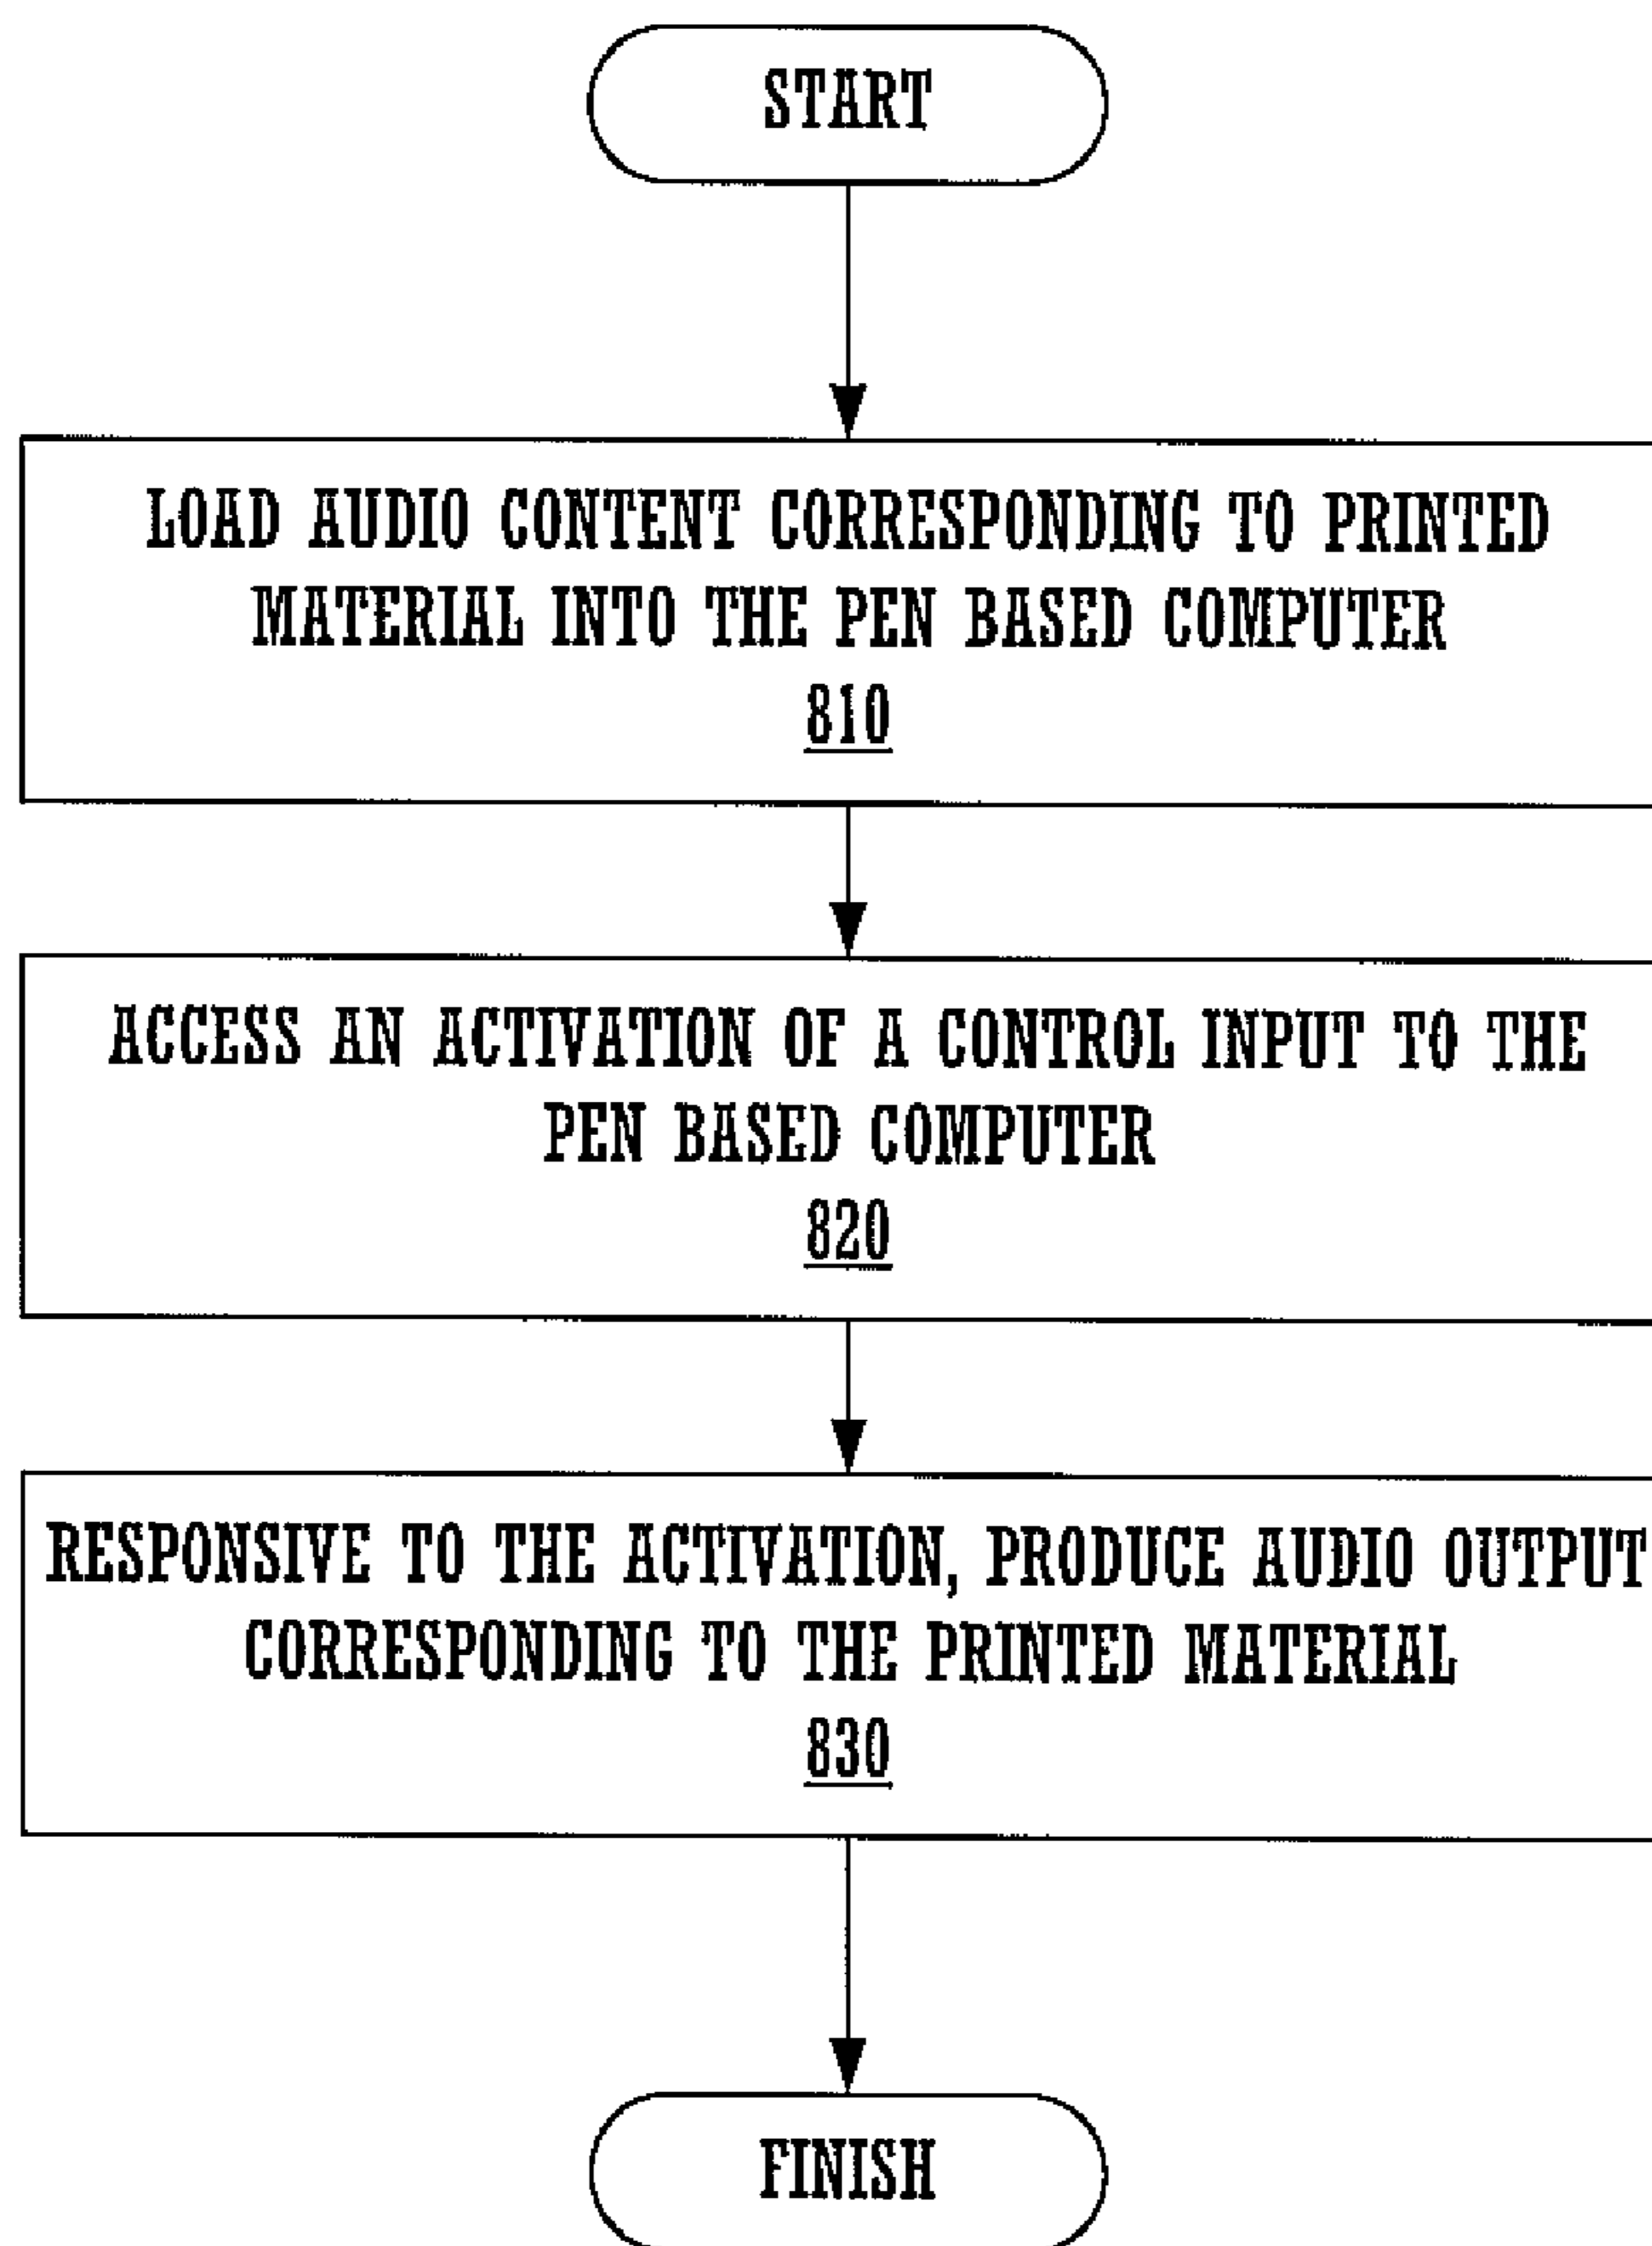 START
LOAD AUDIO CONTENT CORRESPONDING TO PRINTED
MATERIAL INTO THE PEN BASED COMPUTER
810
ACCESS AN ACTIVATION OF A CONTROL INPUT TO THE
PEN BASED COMPUTER
820
RESPONSIVE TO THE ACTIVATION, PRODUCE AUDIO OUTPUT
CORRESPONDING TO THE PRINTED MATERIAL
830
FINISH